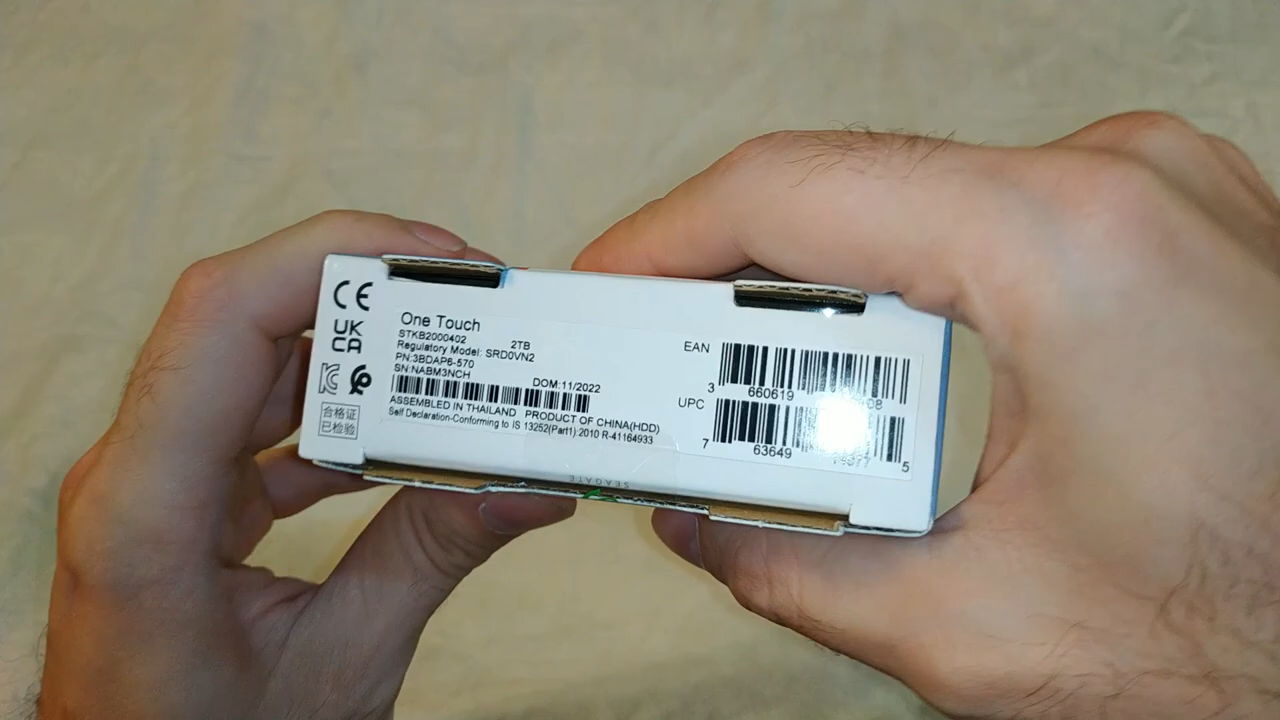 CE
UK
CA
合格证
已检验
One Touch
STKB2000402 2TB
Regulatory Model: SRD0VN2
PN:3BDAP6-570
SN:NABM3NCH
DOM:11/2022
ASSEMBLED IN THAILAND PRODUCT OF CHINA(HDD)
Self Declaration-Conforming to IS 13252(Part1):2010 R-41164933
EAN
3 660619
UPC
7 63649 5
SEAGATE